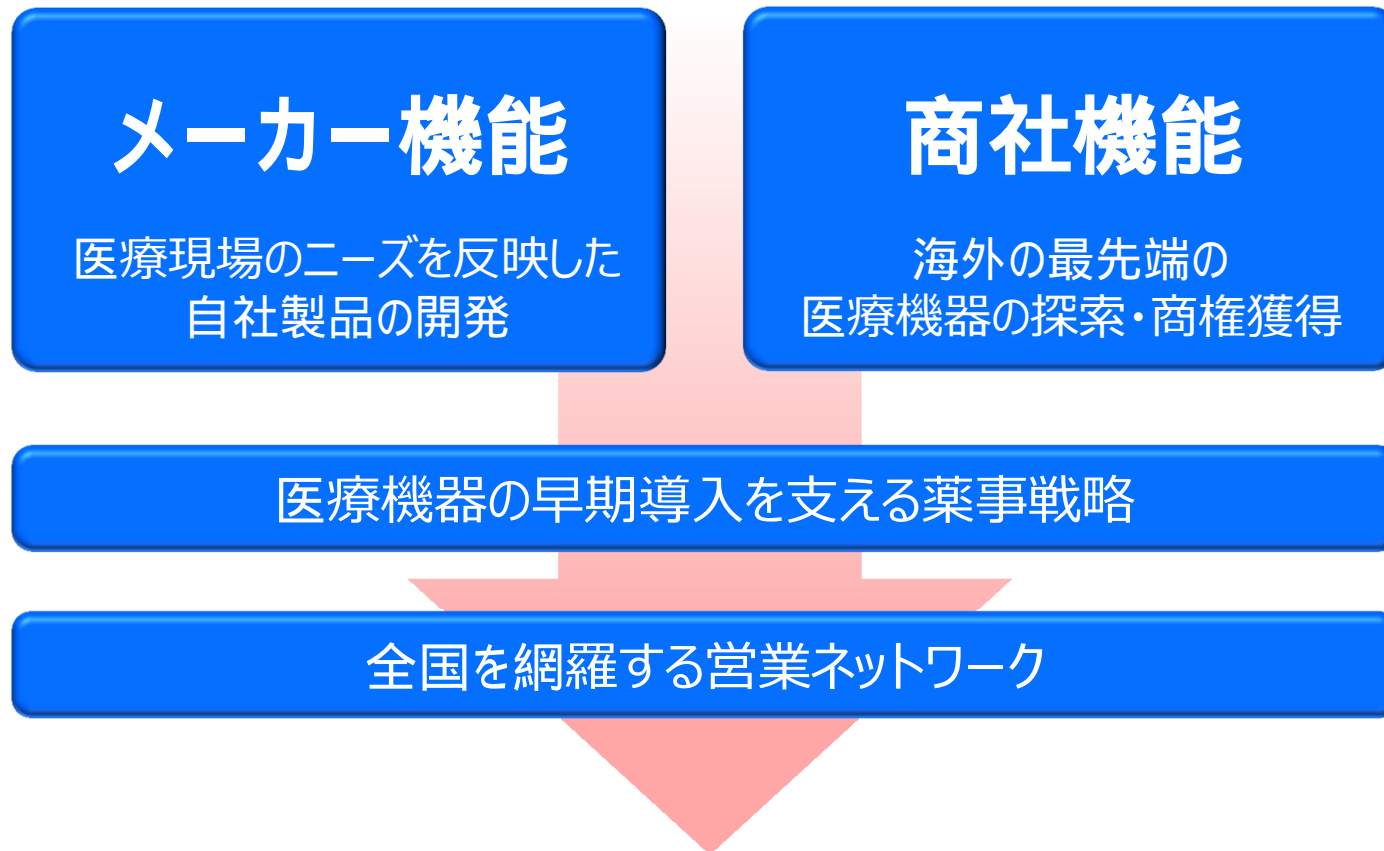 メーカー機能
医療現場のニーズを反映した
自社製品の開発
商社機能
海外の最先端の
医療機器の探索・商権獲得
医療機器の早期導入を支える薬事戦略
全国を網羅する営業ネットワーク